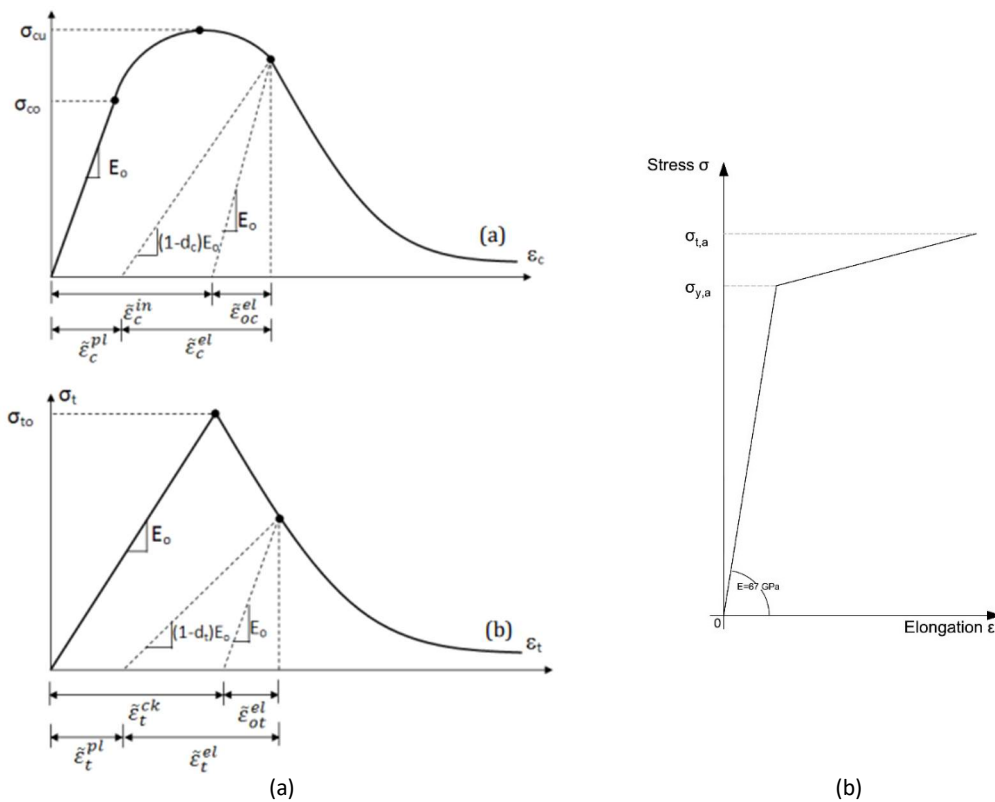 σcu
σco
Eo
(1-dc)Eo
Eo
(a)
εc
ε̃c^in
ε̃oc^el
ε̃c^pl
ε̃c^el
σt
σto
Eo
(1-dt)Eo
Eo
(b)
εt
ε̃t^ck
ε̃ot^el
ε̃t^pl
ε̃t^el
(a)
Stress σ
σt,a
σy,a
E=67 GPa
0
Elongation ε
(b)